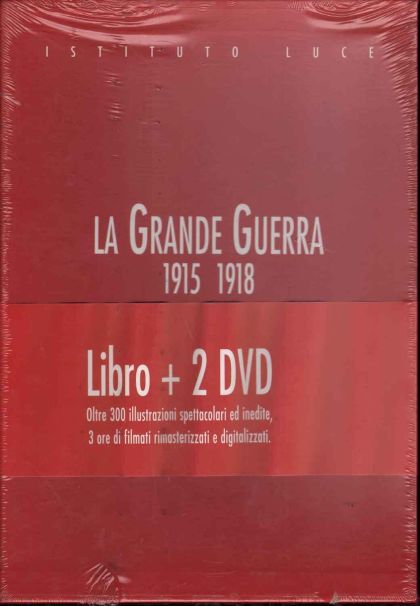 ISTITUTO LUCE
LA GRANDE GUERRA
1915 1918
Libro + 2 DVD
Oltre 300 illustrazioni spettacolari ed inedite,
3 ore di filmati rimasterizzati e digitalizzati.